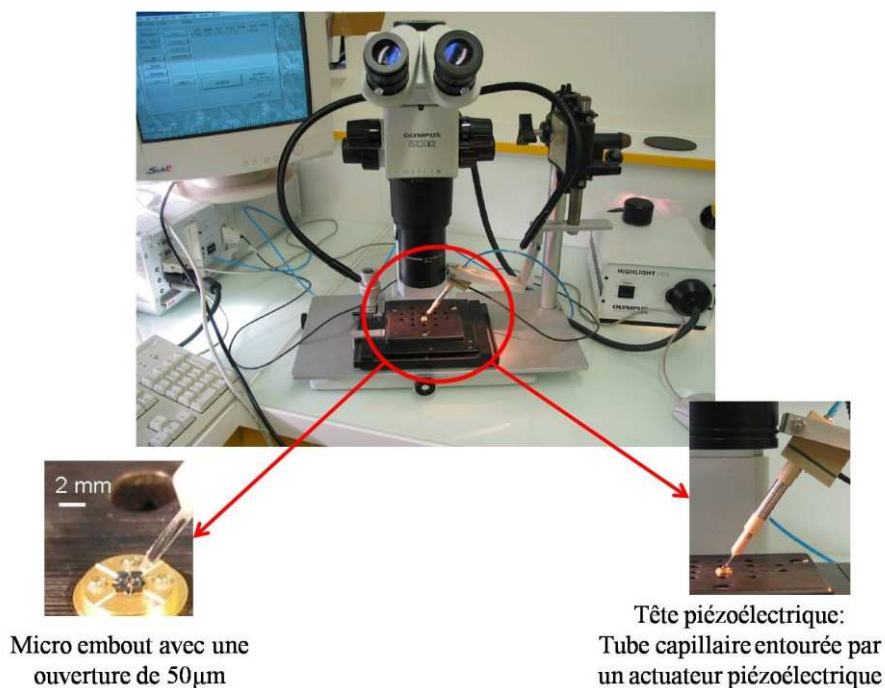 OLYMPUS
HIGHLIGHT
OLYMPUS
2 mm
Micro embout avec une
ouverture de 50μm
Tête piézoélectrique:
Tube capillaire entourée par
un actuateur piézoélectrique